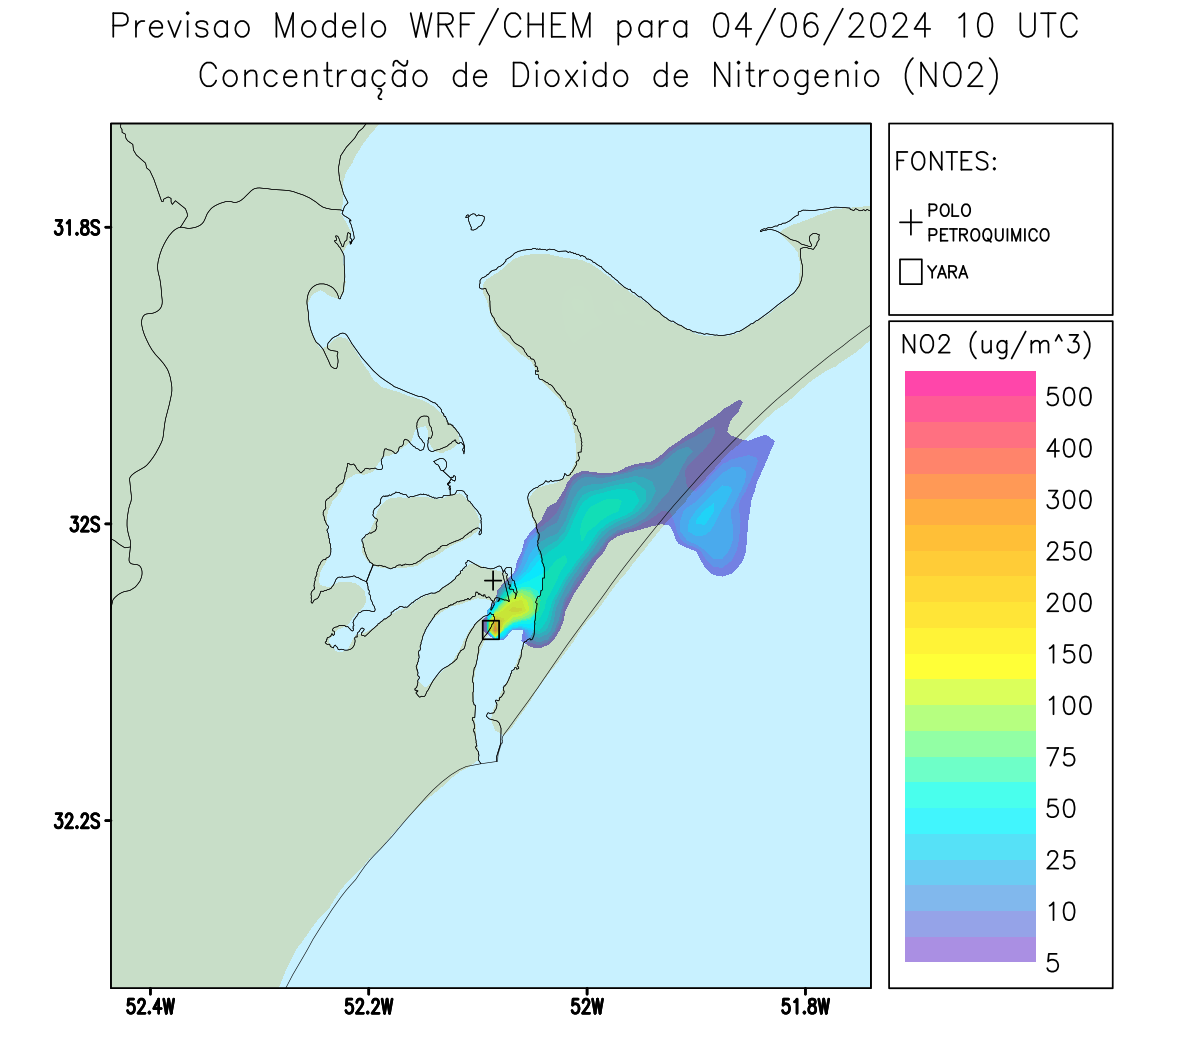 Previsao Modelo WRF/CHEM para 04/06/2024 10 UTC
Concentração de Dioxido de Nitrogenio (NO2)
FONTES:
POLO
PETROQUIMICO
YARA
NO2 (ug/m^3)
500
400
300
250
200
150
100
75
50
25
10
5
31.8S
32S
32.2S
52.4W
52.2W
52W
51.8W